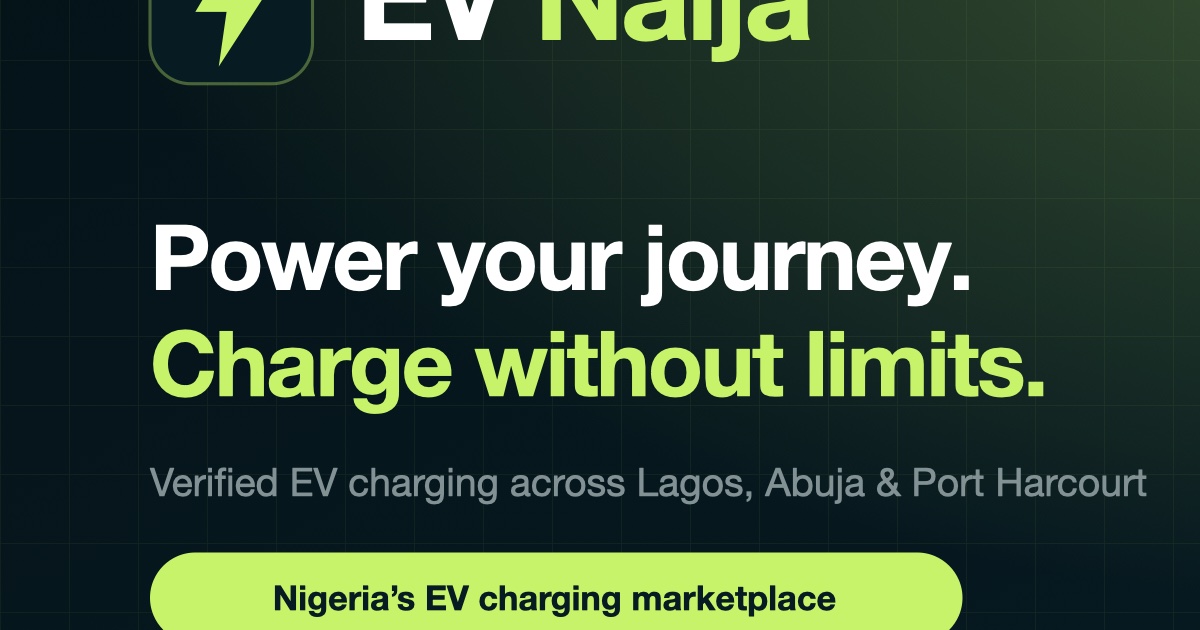 EV Naija
Power your journey.
Charge without limits.
Verified EV charging across Lagos, Abuja & Port Harcourt
Nigeria’s EV charging marketplace